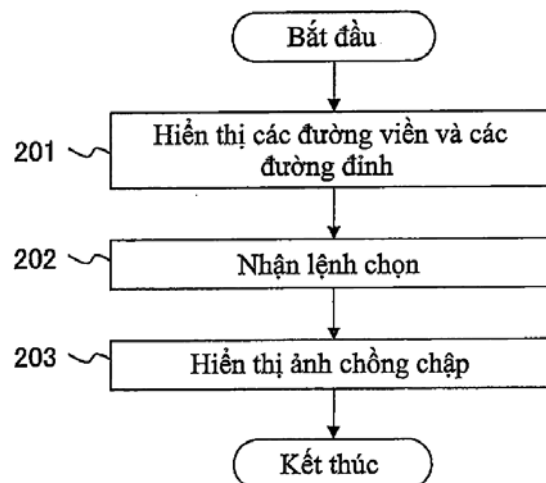 Bắt đầu
201
Hiển thị các đường viền và các
đường đỉnh
202
Nhận lệnh chọn
203
Hiển thị ảnh chồng chập
Kết thúc